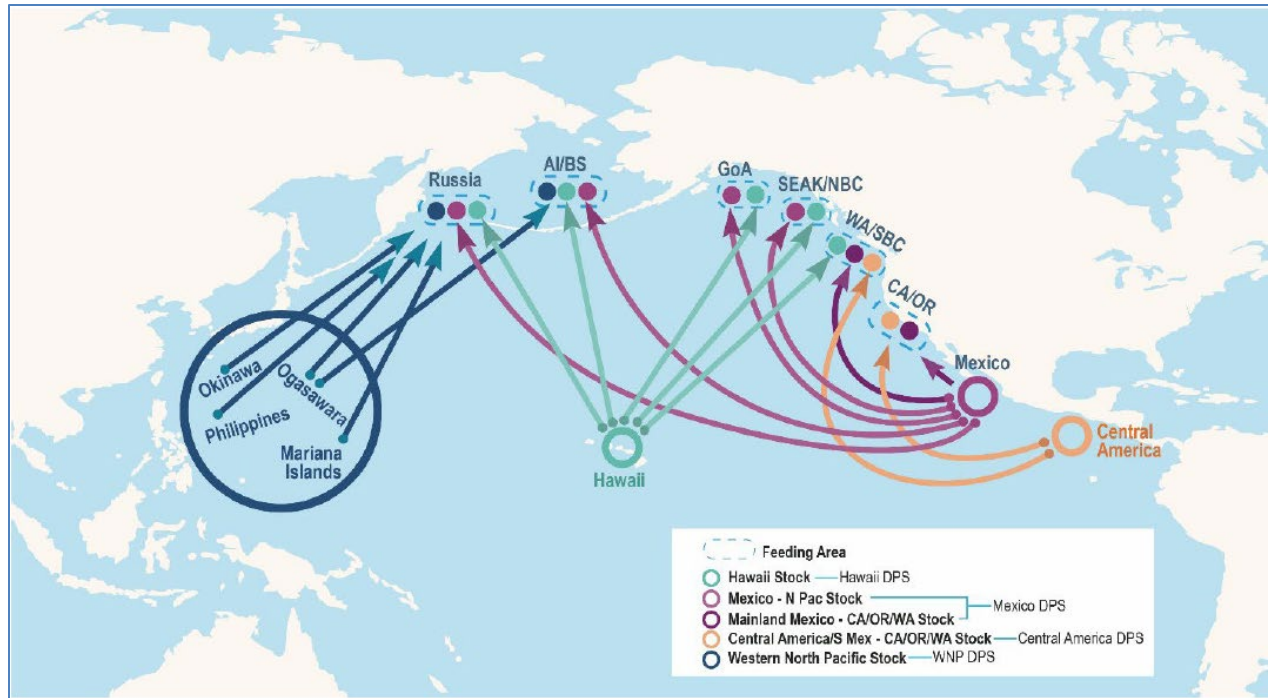 AI/BS
Russia
GoA
SEAK/NBC
WA/SBC
CA/OR
Mexico
Okinawa
Ogasawara
Philippines
Mariana
Islands
Hawaii
Central
America
Feeding Area
Hawaii Stock Hawaii DPS
Mexico - N Pac Stock
Mexico DPS
Mainland Mexico - CA/OR/WA Stock
Central America/S Mex - CA/OR/WA Stock Central America DPS
Western North Pacific Stock WNP DPS